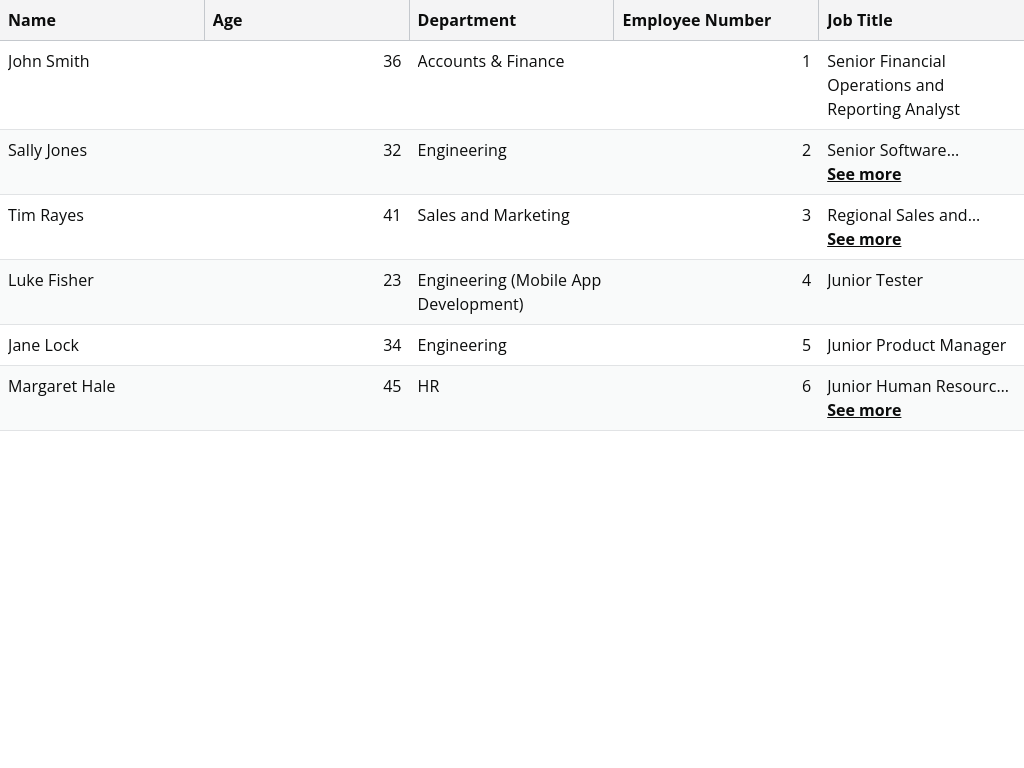 Name Age Department Employee Number Job Title
John Smith 36 Accounts & Finance 1 Senior Financial
Operations and
Reporting Analyst
Sally Jones 32 Engineering 2 Senior Software...
See more
Tim Rayes 41 Sales and Marketing 3 Regional Sales and...
See more
Luke Fisher 23 Engineering (Mobile App 4 Junior Tester
Development)
Jane Lock 34 Engineering 5 Junior Product Manager
Margaret Hale 45 HR 6 Junior Human Resourc...
See more